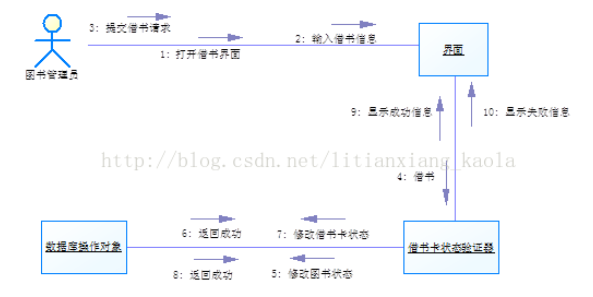 3: 提交借书请求
2: 输入借书信息
1: 打开借书界面
界面
图书管理员
9: 显示成功信息
10: 显示失败信息
http://blog.csdn.net/litianxiang_kaola
4: 借书
6: 返回成功
7: 修改借书卡状态
数据库操作对象
借书卡状态验证器
8: 返回成功
5: 修改图书状态